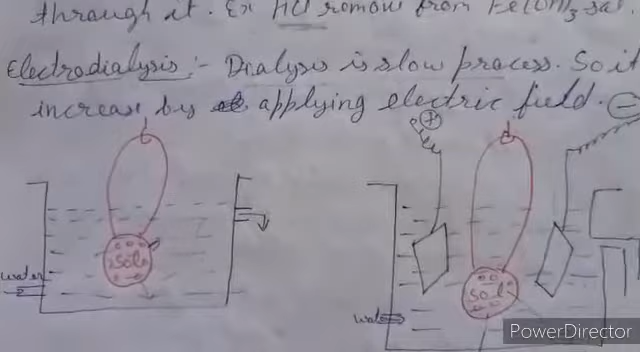 through it. Ex HCl remove from Fe(OH)3 sol.
Electrodialysis :- Dialysis is slow process. So it
increase by applying electric field.
+
−
water
sol
sol
wat
PowerDirector